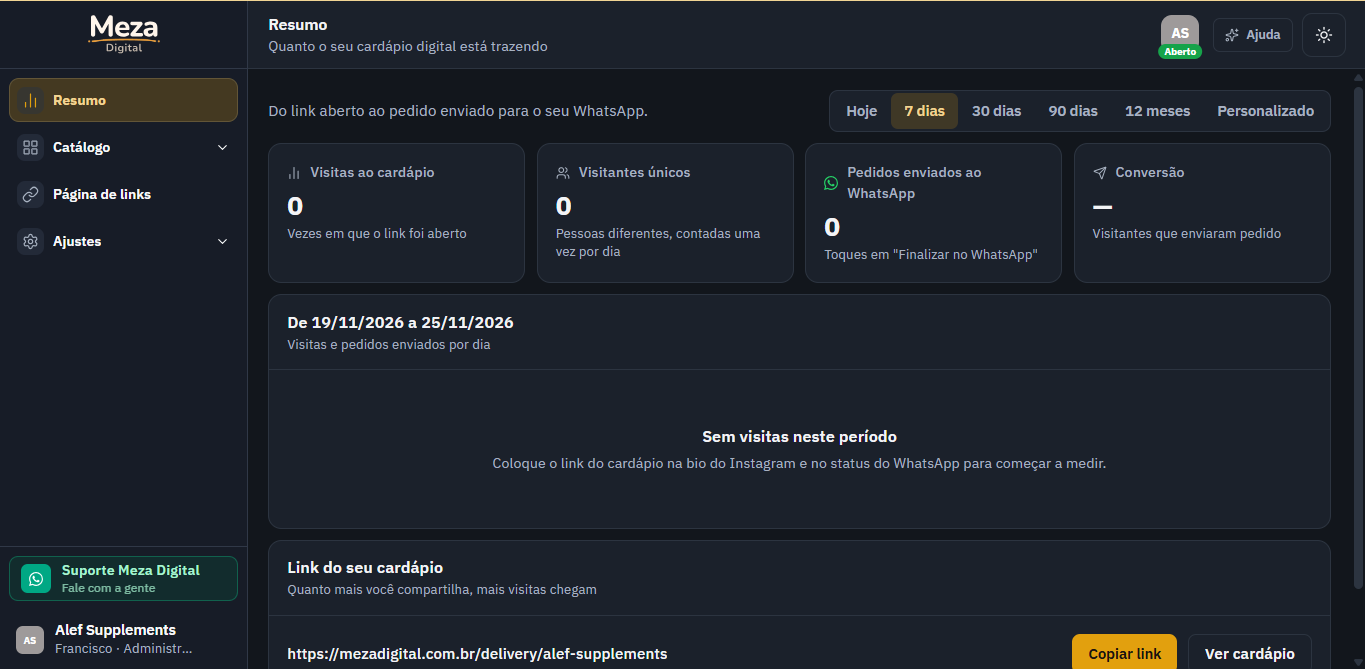 Meza
Digital
Resumo
Quanto o seu cardápio digital está trazendo
AS
Aberto
Ajuda
Resumo
Catálogo
Página de links
Ajustes
Do link aberto ao pedido enviado para o seu WhatsApp.
Hoje
7 dias
30 dias
90 dias
12 meses
Personalizado
Visitas ao cardápio
0
Vezes em que o link foi aberto
Visitantes únicos
0
Pessoas diferentes, contadas uma
vez por dia
Pedidos enviados ao
WhatsApp
0
Toques em "Finalizar no WhatsApp"
Conversão
—
Visitantes que enviaram pedido
De 19/11/2026 a 25/11/2026
Visitas e pedidos enviados por dia
Sem visitas neste período
Coloque o link do cardápio na bio do Instagram e no status do WhatsApp para começar a medir.
Link do seu cardápio
Quanto mais você compartilha, mais visitas chegam
https://mezadigital.com.br/delivery/alef-supplements
Copiar link
Ver cardápio
Suporte Meza Digital
Fale com a gente
AS
Alef Supplements
Francisco · Administr...